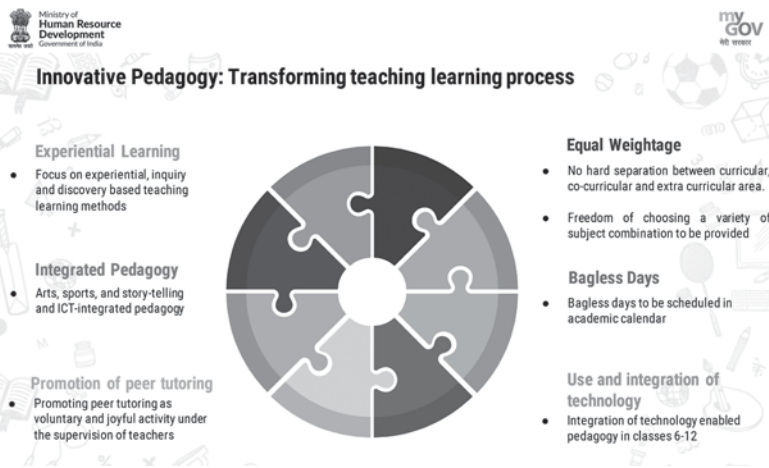 Ministry of
Human Resource
Development
Government of India
सत्यमेव जयते
my
GOV
मेरी सरकार
Innovative Pedagogy: Transforming teaching learning process
Experiential Learning
● Focus on experiential, inquiry
and discovery based teaching
learning methods
Integrated Pedagogy
● Arts, sports, and story-telling
and ICT-integrated pedagogy
Promotion of peer tutoring
● Promoting peer tutoring as
voluntary and joyful activity under
the supervision of teachers
Equal Weightage
● No hard separation between curricular,
co-curricular and extra curricular area.
● Freedom of choosing a variety of
subject combination to be provided
Bagless Days
● Bagless days to be scheduled in
academic calendar
Use and integration of
technology
● Integration of technology enabled
pedagogy in classes 6-12